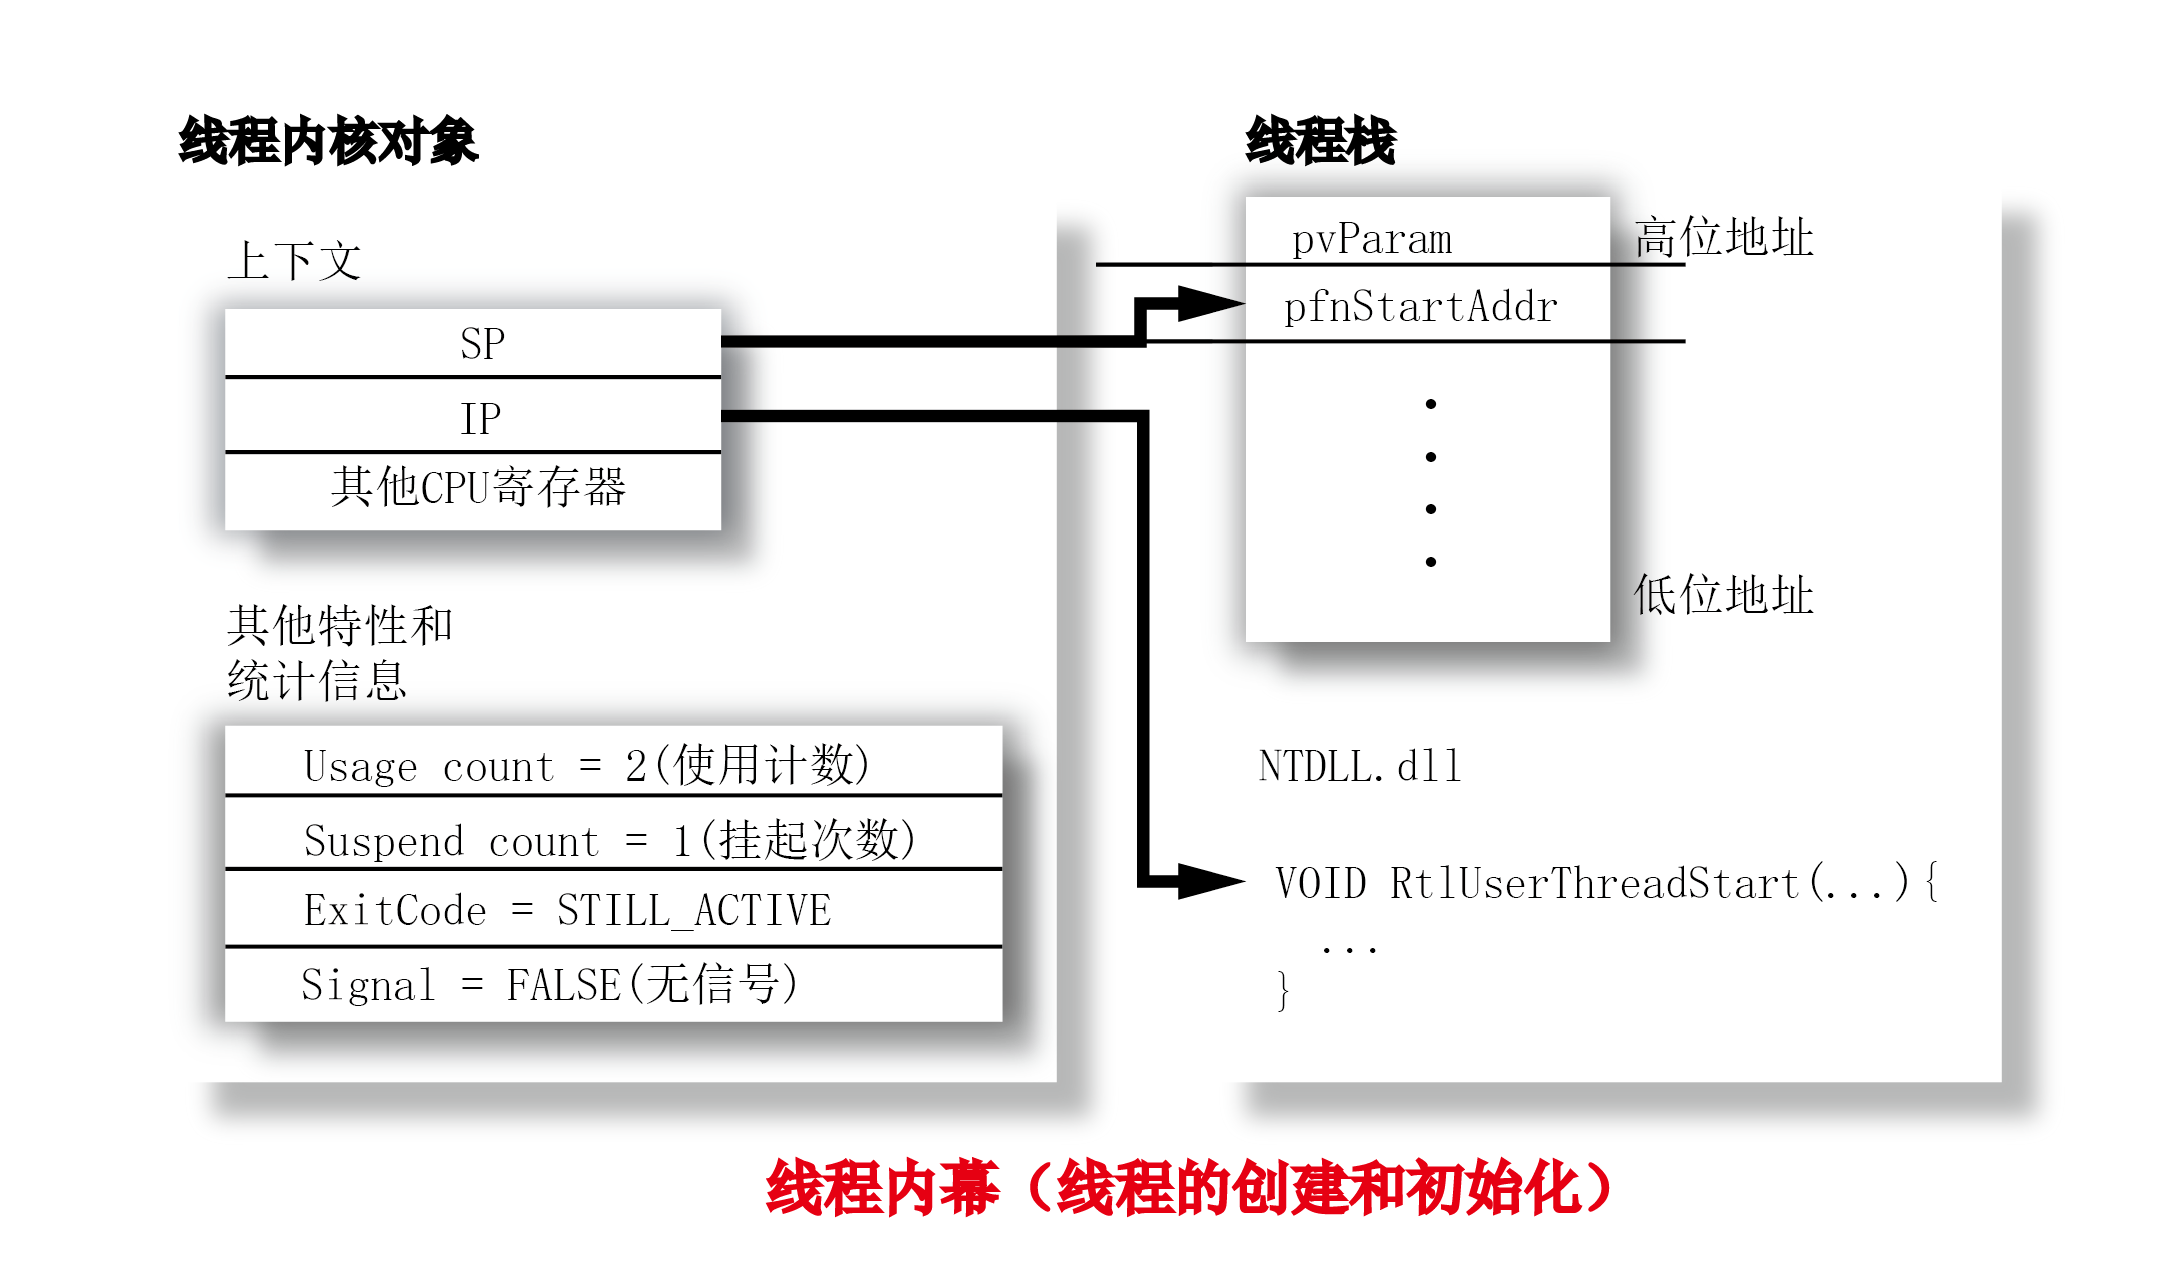 线程内核对象
上下文
SP
IP
其他CPU寄存器
其他特性和
统计信息
Usage count = 2(使用计数)
Suspend count = 1(挂起次数)
ExitCode = STILL_ACTIVE
Signal = FALSE(无信号)
线程栈
pvParam
高位地址
pfnStartAddr
低位地址
NTDLL.dll
VOID RtlUserThreadStart(...){
...
}
线程内幕（线程的创建和初始化）